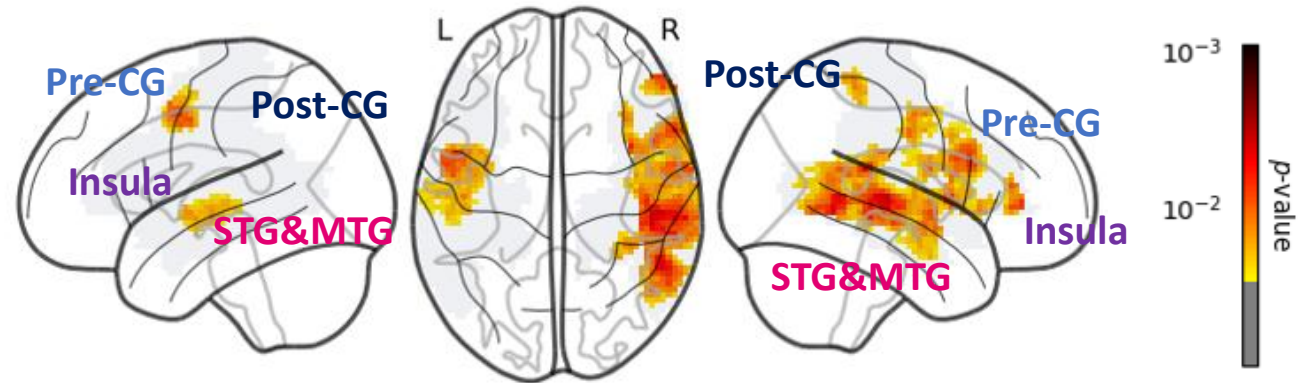 Pre-CG
Post-CG
Insula
STG&MTG
L
R
Post-CG
Pre-CG
Insula
STG&MTG
10⁻³
10⁻²
p-value